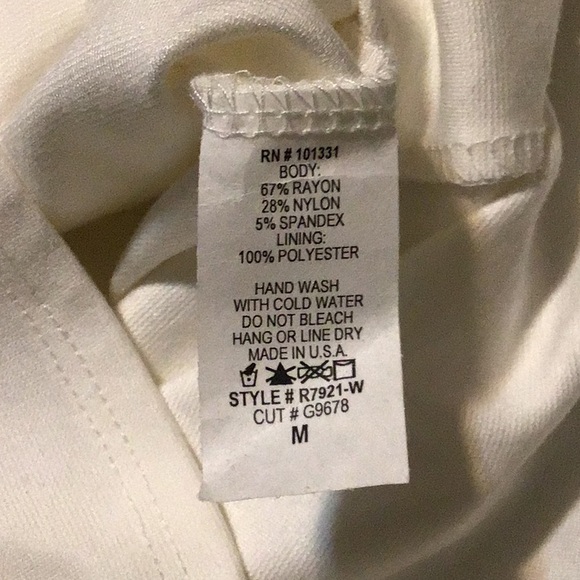 RN # 101331
BODY:
67% RAYON
28% NYLON
5% SPANDEX
LINING:
100% POLYESTER
HAND WASH
WITH COLD WATER
DO NOT BLEACH
HANG OR LINE DRY
MADE IN U.S.A.
STYLE # R7921-W
CUT # G9678
M